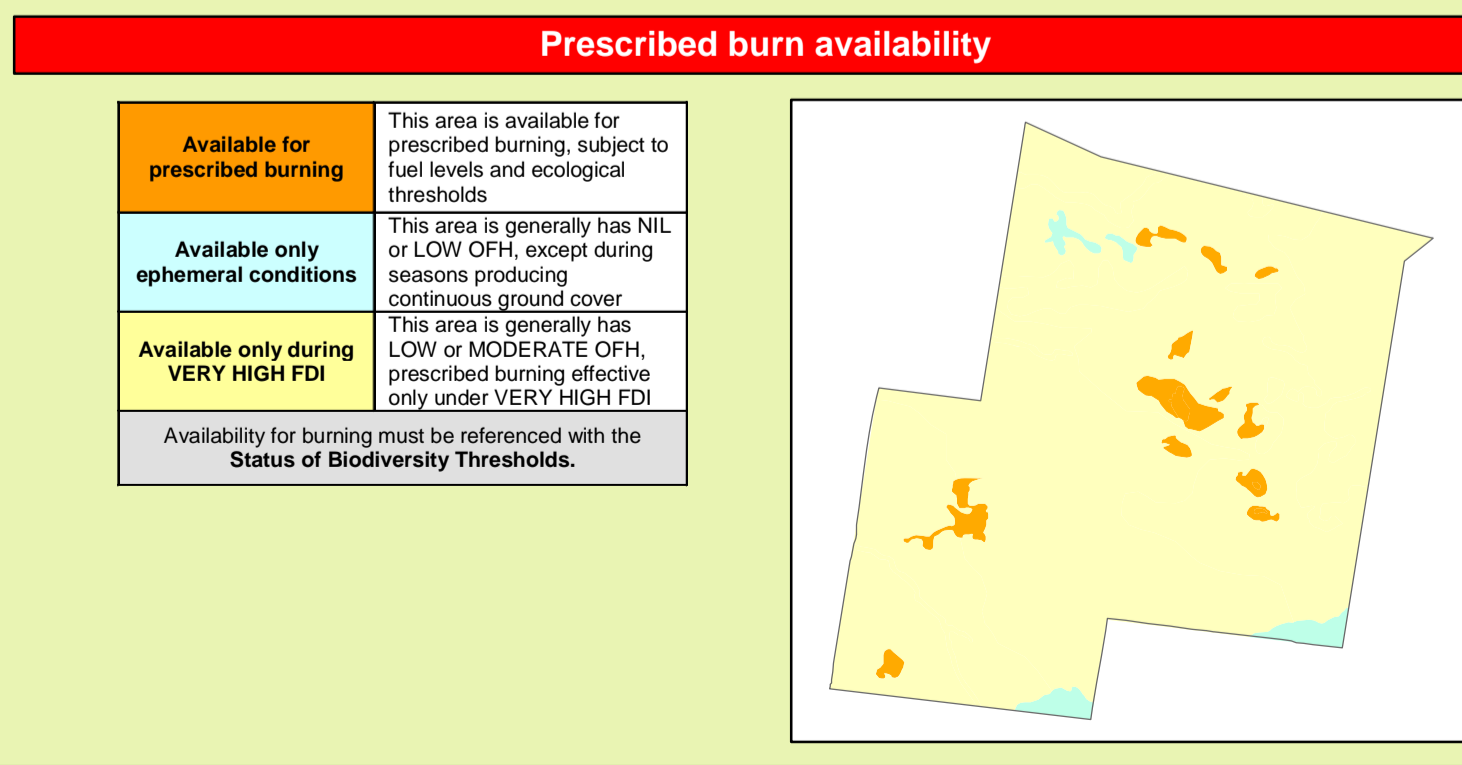 Prescribed burn availability
Available for
prescribed burning
This area is available for
prescribed burning, subject to
fuel levels and ecological
thresholds
Available only
ephemeral conditions
This area is generally has NIL
or LOW OFH, except during
seasons producing
continuous ground cover
Available only during
VERY HIGH FDI
This area is generally has
LOW or MODERATE OFH,
prescribed burning effective
only under VERY HIGH FDI
Availability for burning must be referenced with the
Status of Biodiversity Thresholds.